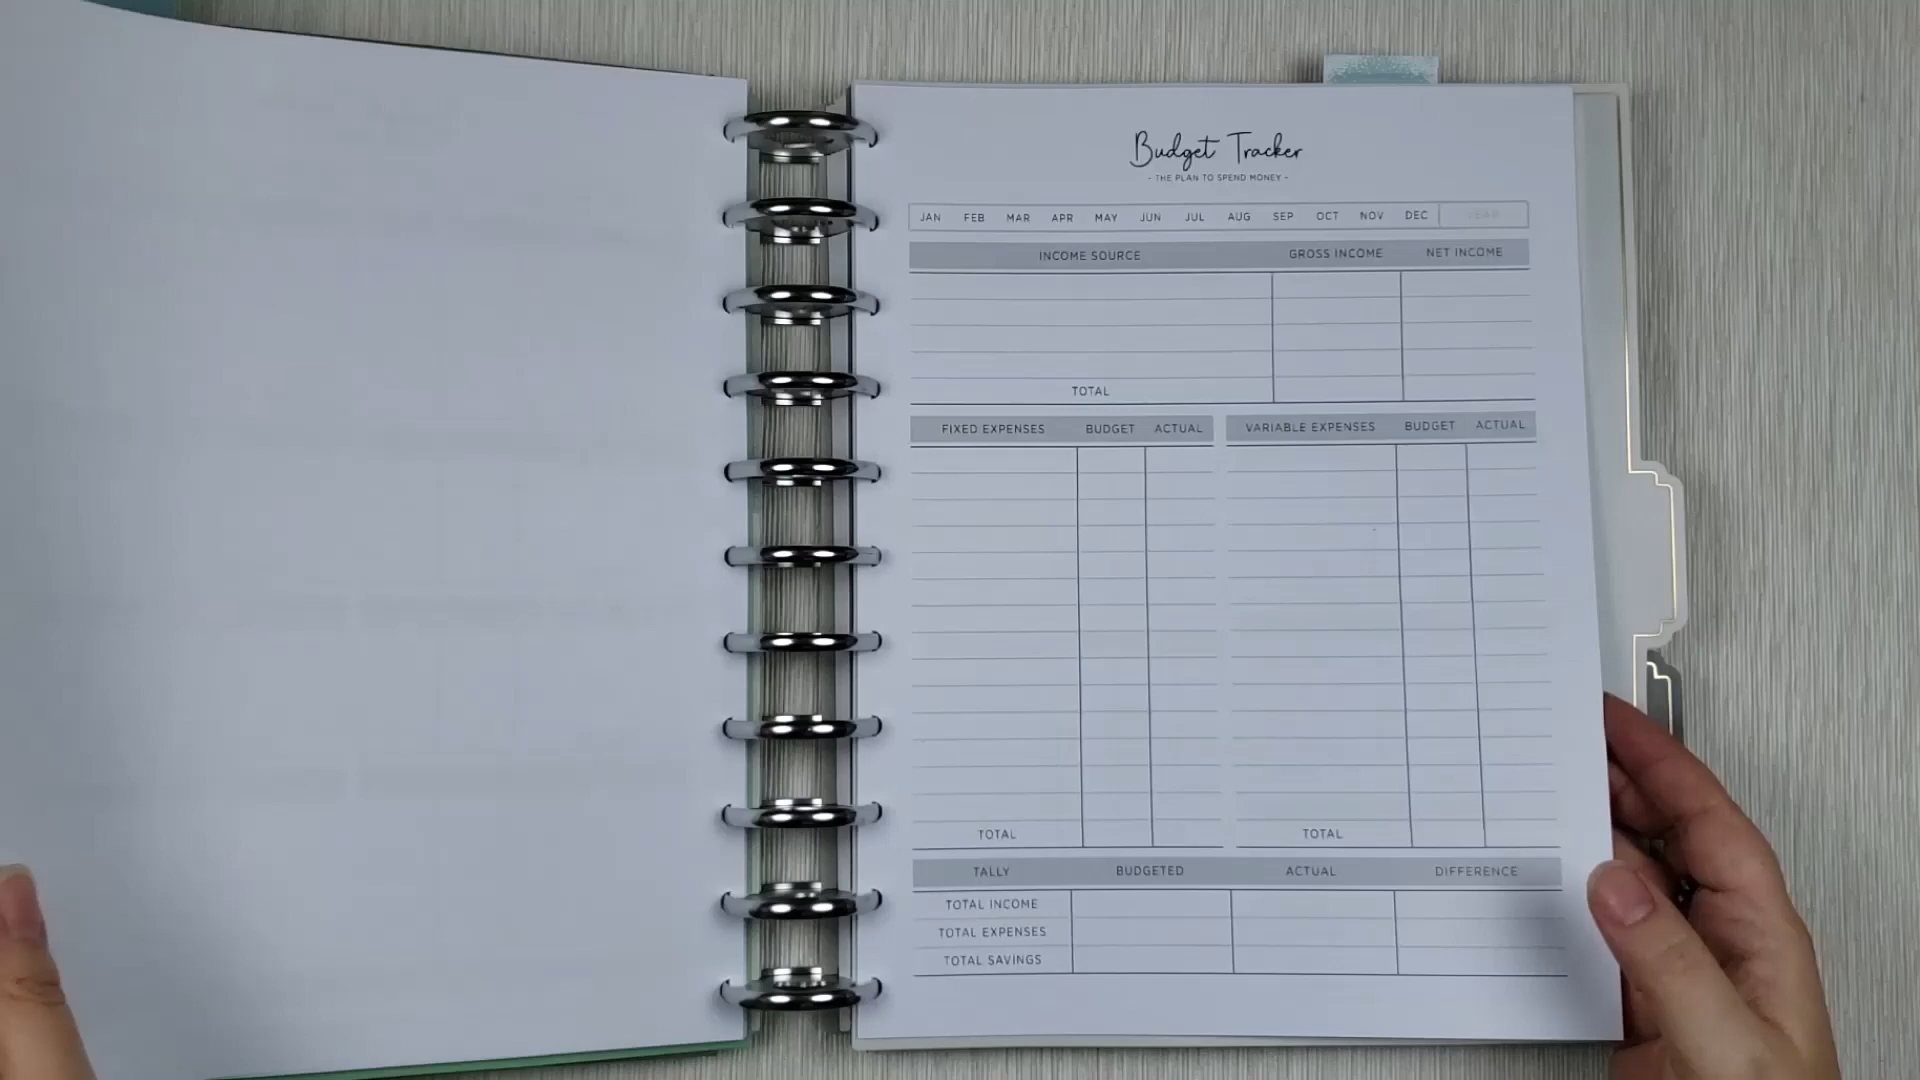 Budget Tracker
- THE PLAN TO SPEND MONEY -
JAN FEB MAR APR MAY JUN JUL AUG SEP OCT NOV DEC YEAR
INCOME SOURCE GROSS INCOME NET INCOME
TOTAL
FIXED EXPENSES BUDGET ACTUAL VARIABLE EXPENSES BUDGET ACTUAL
TOTAL TOTAL
TALLY BUDGETED ACTUAL DIFFERENCE
TOTAL INCOME
TOTAL EXPENSES
TOTAL SAVINGS